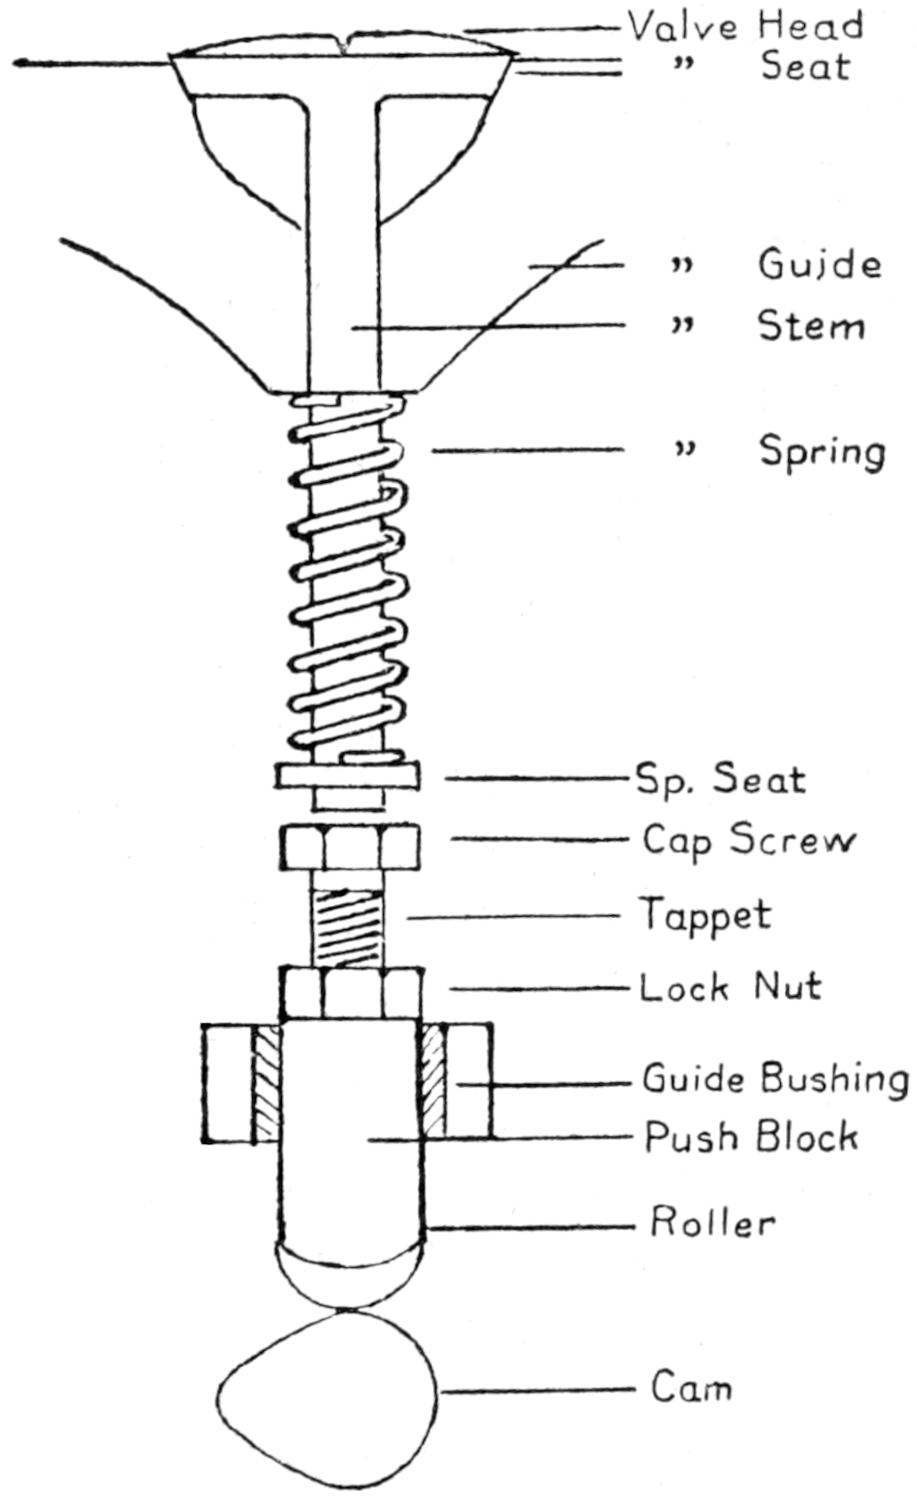 Valve Head
” Seat
” Guide
” Stem
” Spring
Sp. Seat
Cap Screw
Tappet
Lock Nut
Guide Bushing
Push Block
Roller
Cam